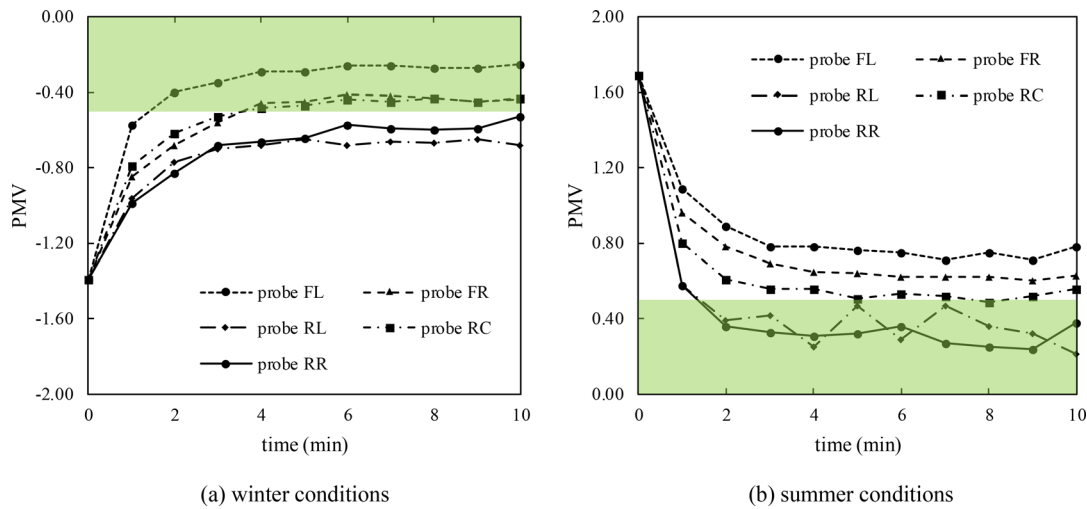 0.00
-0.40
-0.80
-1.20
-1.60
-2.00
PMV
0 2 4 6 8 10
time (min)
probe FL probe FR
probe RL probe RC
probe RR
(a) winter conditions
2.00
1.60
1.20
0.80
0.40
0.00
PMV
0 2 4 6 8 10
time (min)
probe FL probe FR
probe RL probe RC
probe RR
(b) summer conditions